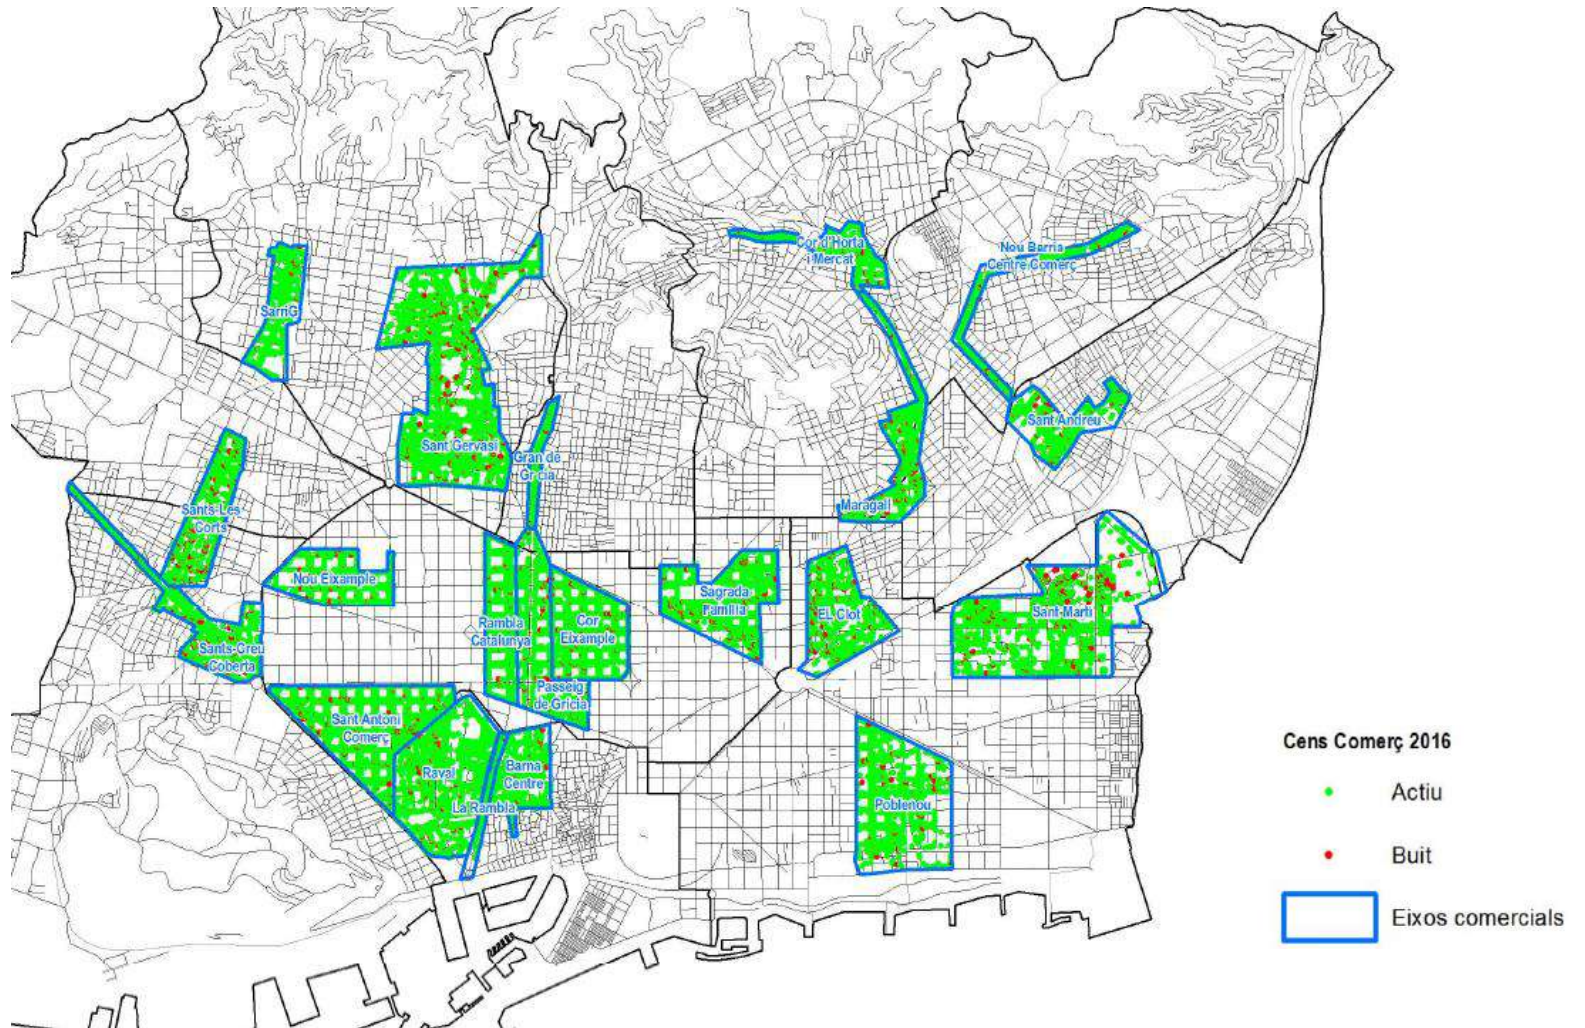 Cor d'Horta
i Mercat
Nou Barris
Centre Comerç
SarriG
Sant Andreu
Sant Gervasi
Gran de
Gr cia
Maragall
Sants-Les
Corts
Nou Eixample
Sagrada
Família
Rambla
Catalunya
Cor
Eixample
EL Clot
Sant-Martí
Sants-Creu
Coberta
Passeig
de Gràcia
Sant Antoni
Comerç
Raval
Barna
Centre
La Rambla
Poblenou
Cens Comerç 2016
Actiu
Buit
Eixos comercials